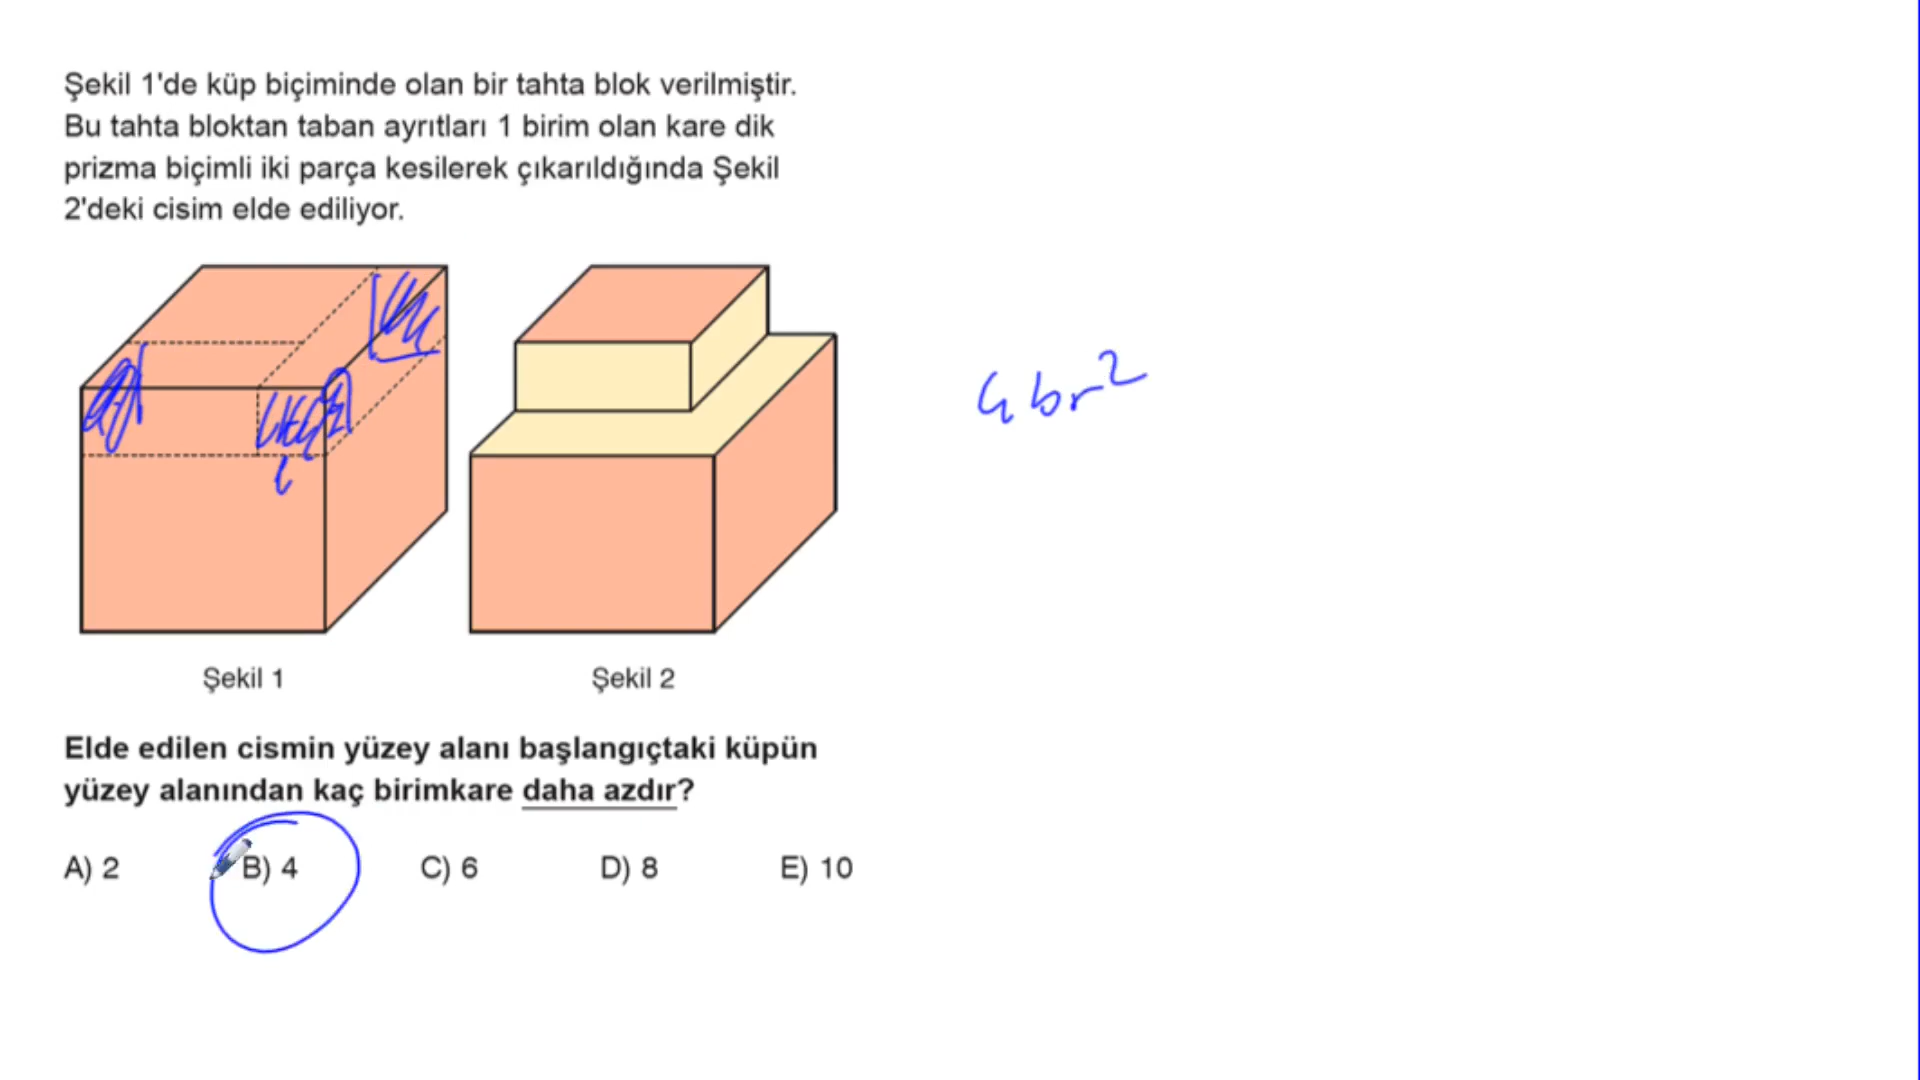 Şekil 1'de küp biçiminde olan bir tahta blok verilmiştir.
Bu tahta bloktan taban ayrıtları 1 birim olan kare dik
prizma biçimli iki parça kesilerek çıkarıldığında Şekil
2'deki cisim elde ediliyor.
4 br²
Şekil 1
Şekil 2
Elde edilen cismin yüzey alanı başlangıçtaki küpün
yüzey alanından kaç birimkare daha azdır?
A) 2 B) 4 C) 6 D) 8 E) 10